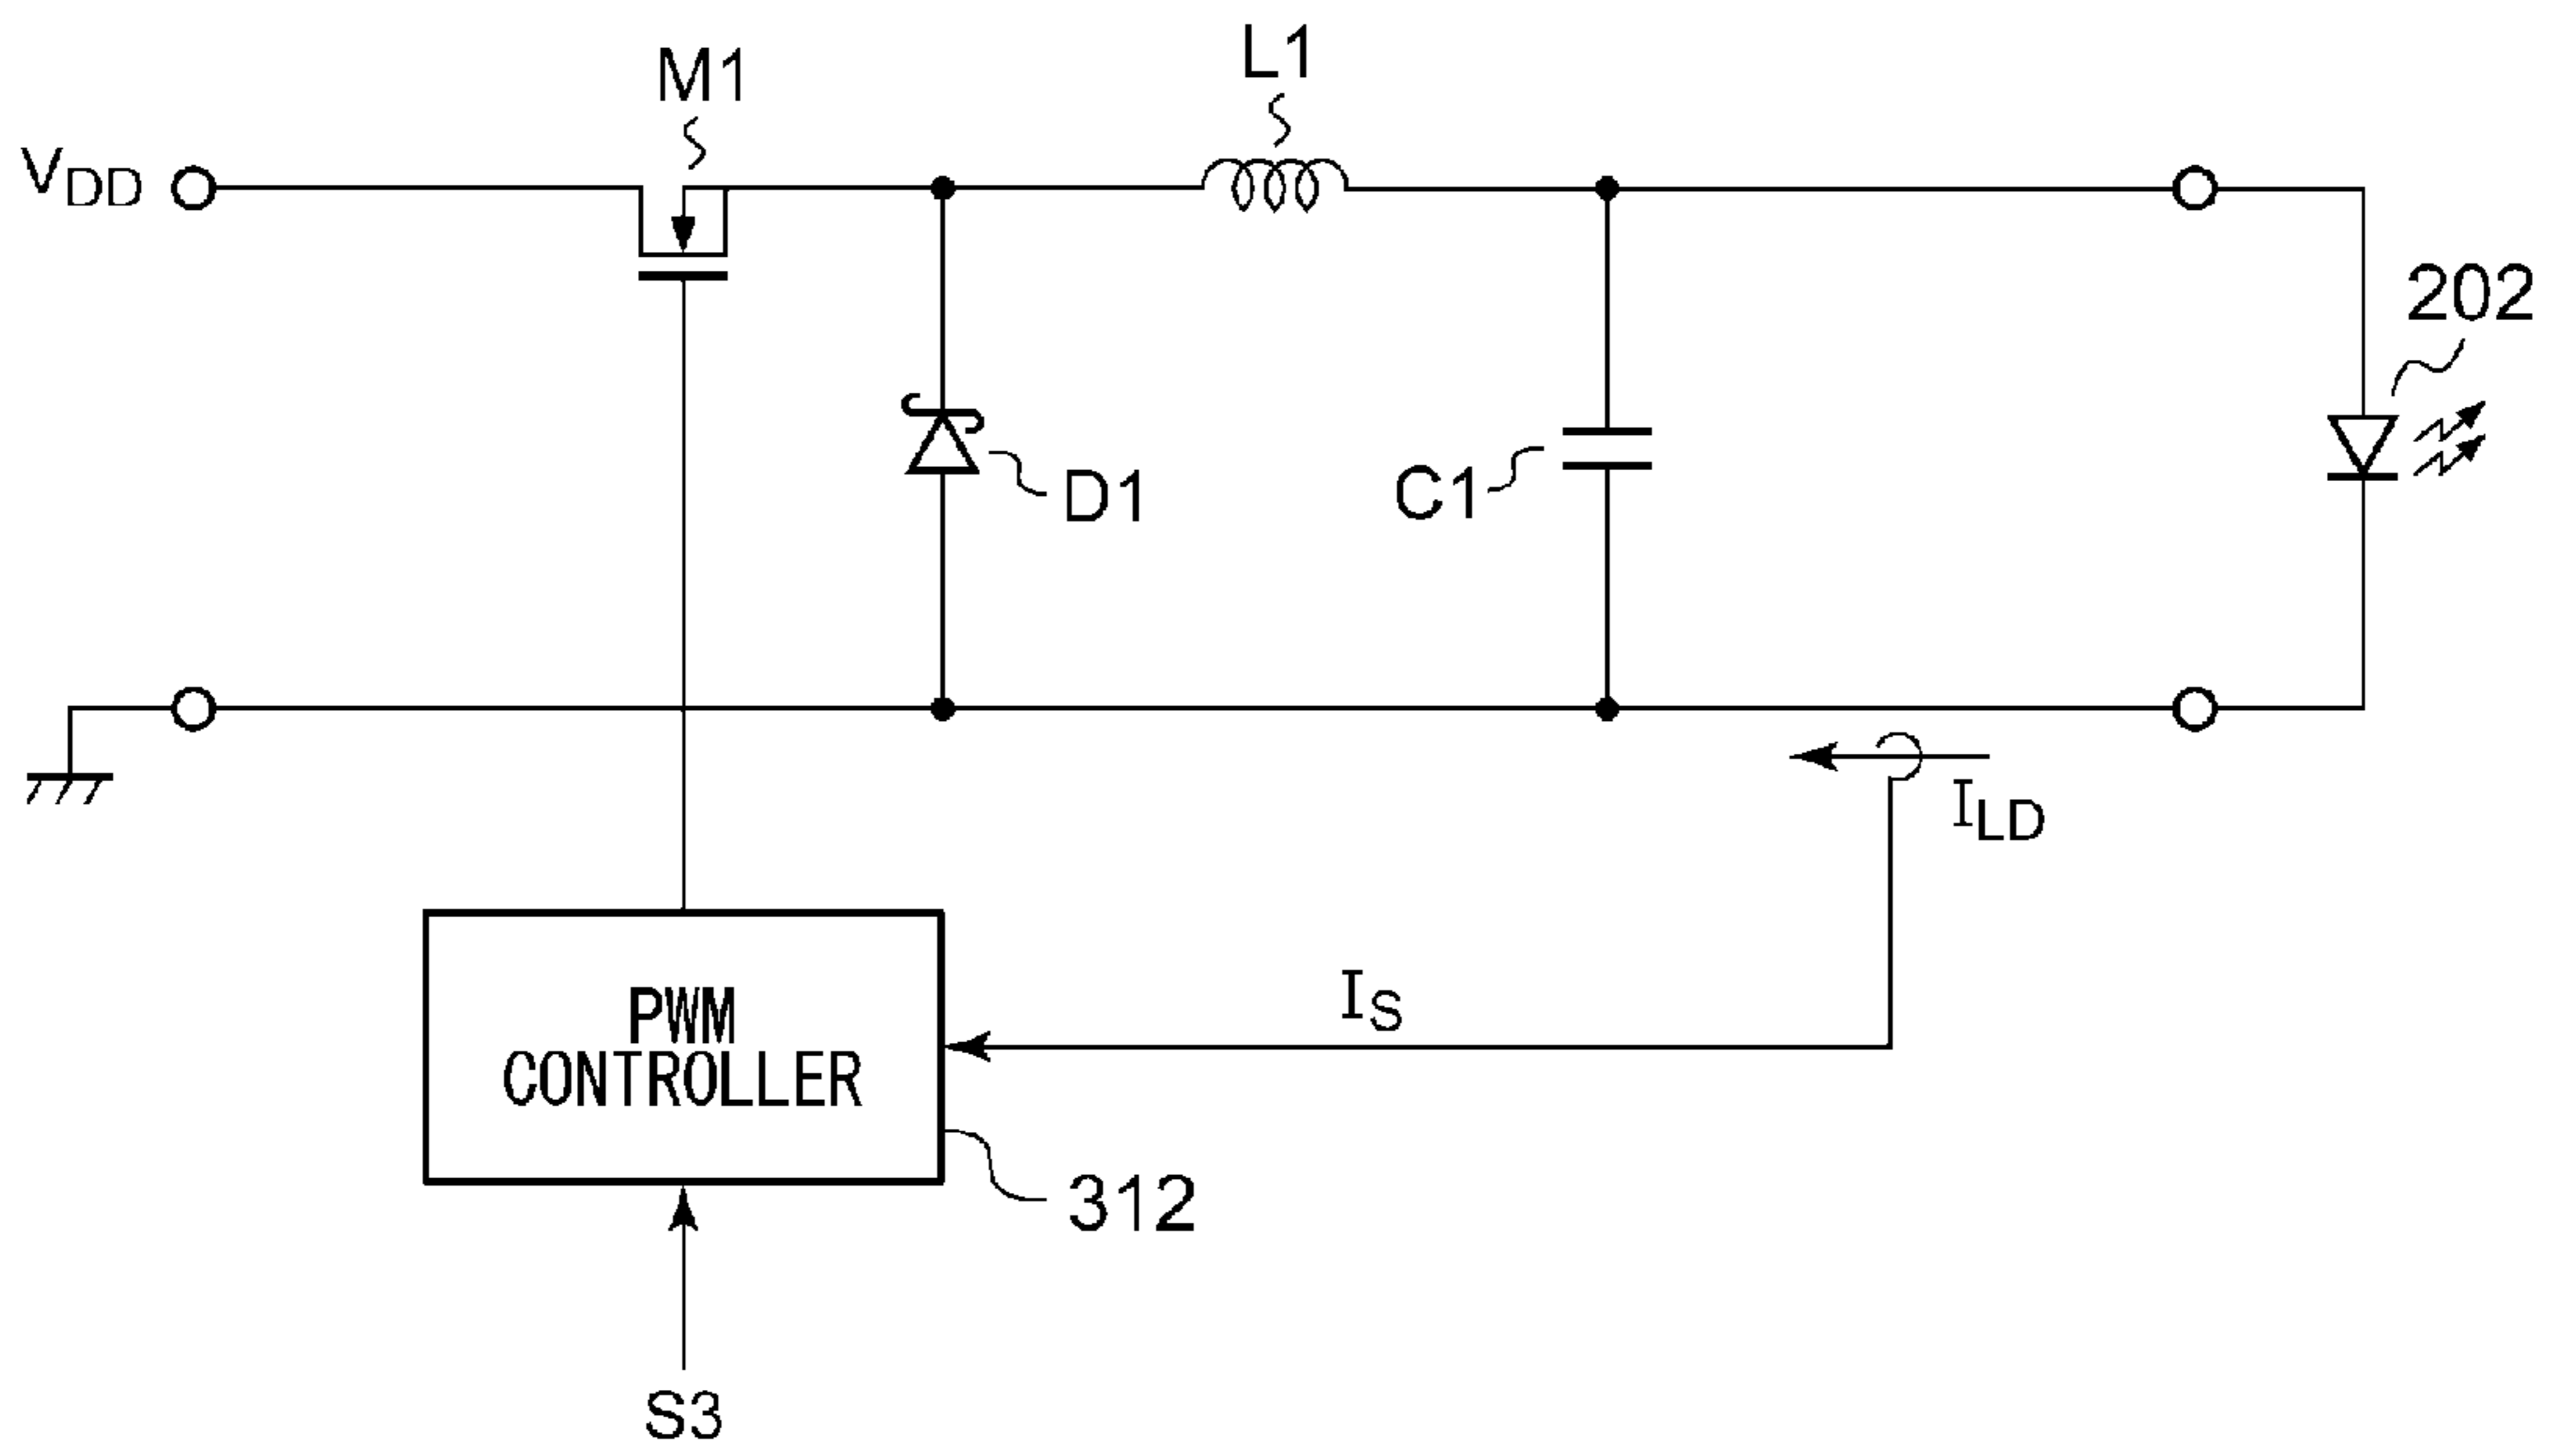 M1
L1
VDD
202
D1
C1
ILD
IS
PWM
CONTROLLER
312
S3